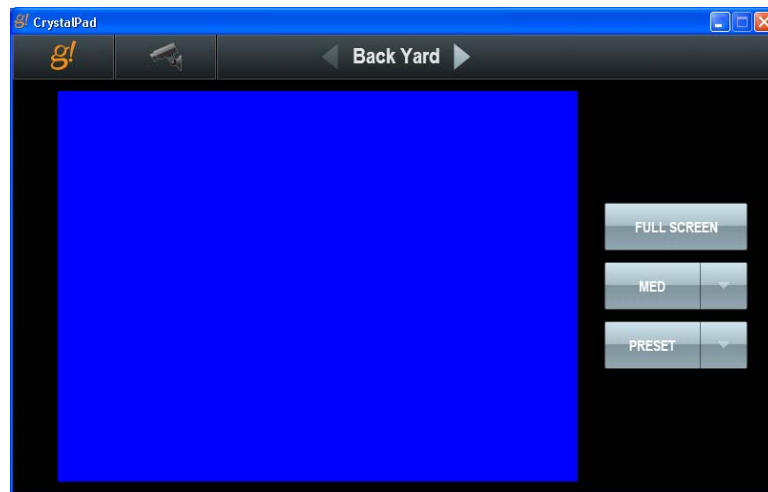 g! CrystalPad
g!
Back Yard
FULL SCREEN
MED
PRESET